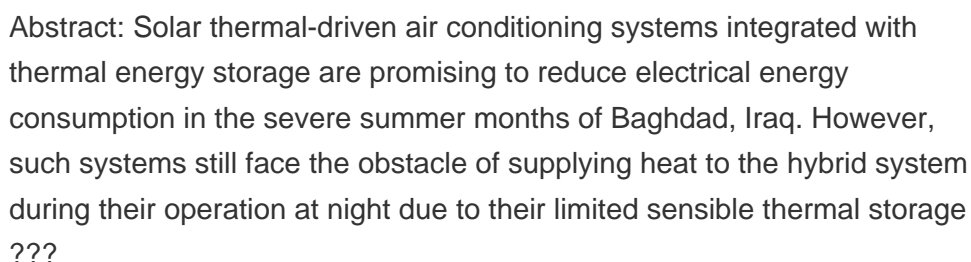 Abstract: Solar thermal-driven air conditioning systems integrated with
thermal energy storage are promising to reduce electrical energy
consumption in the severe summer months of Baghdad, Iraq. However,
such systems still face the obstacle of supplying heat to the hybrid system
during their operation at night due to their limited sensible thermal storage
???